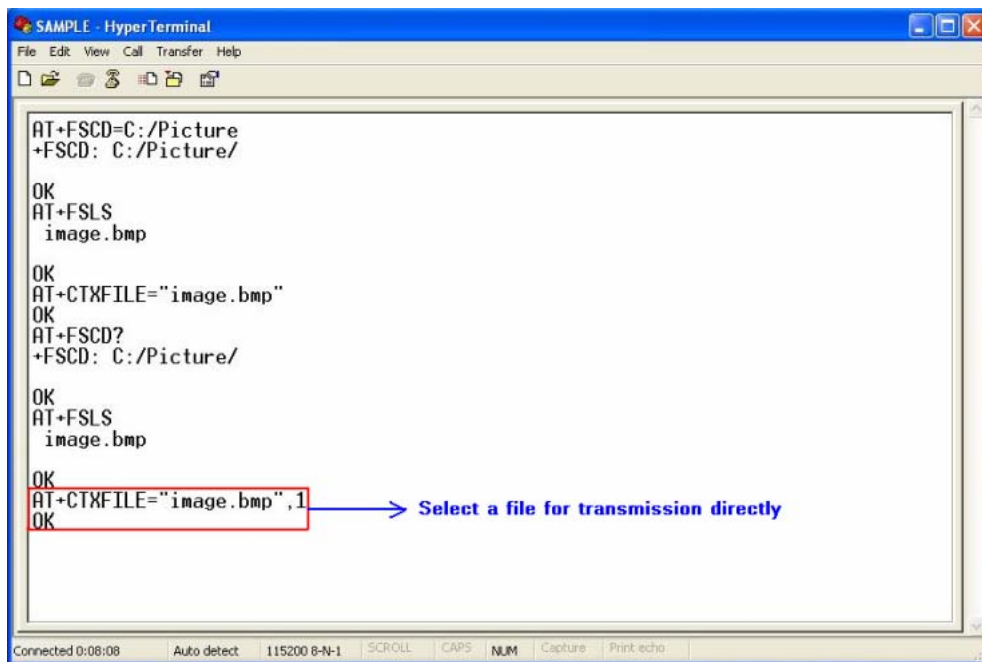 SAMPLE - HyperTerminal
File Edit View Call Transfer Help
AT+FSCD=C:/Picture
+FSCD: C:/Picture/
OK
AT+FSLS
image.bmp
OK
AT+CTXFILE="image.bmp"
OK
AT+FSCD?
+FSCD: C:/Picture/
OK
AT+FSLS
image.bmp
OK
AT+CTXFILE="image.bmp",1
Select a file for transmission directly
OK
Connected 0:08:08 Auto detect 115200 8-N-1 SCROLL CAPS NUM Capture Print echo